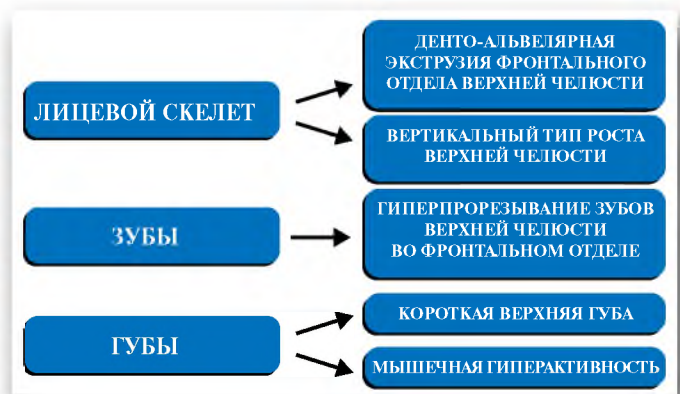 ЛИЦЕВОЙ СКЕЛЕТ
ДЕНТО-АЛЬВЕЛЯРНАЯ
ЭКСТРУЗИЯ ФРОНТАЛЬНОГО
ОТДЕЛА ВЕРХНЕЙ ЧЕЛЮСТИ
ВЕРТИКАЛЬНЫЙ ТИП РОСТА
ВЕРХНЕЙ ЧЕЛЮСТИ
ЗУБЫ
ГИПЕРПРОРЕЗЫВАНИЕ ЗУБОВ
ВЕРХНЕЙ ЧЕЛЮСТИ
ВО ФРОНТАЛЬНОМ ОТДЕЛЕ
ГУБЫ
КОРОТКАЯ ВЕРХНЯЯ ГУБА
МЫШЕЧНАЯ ГИПЕРАКТИВНОСТЬ